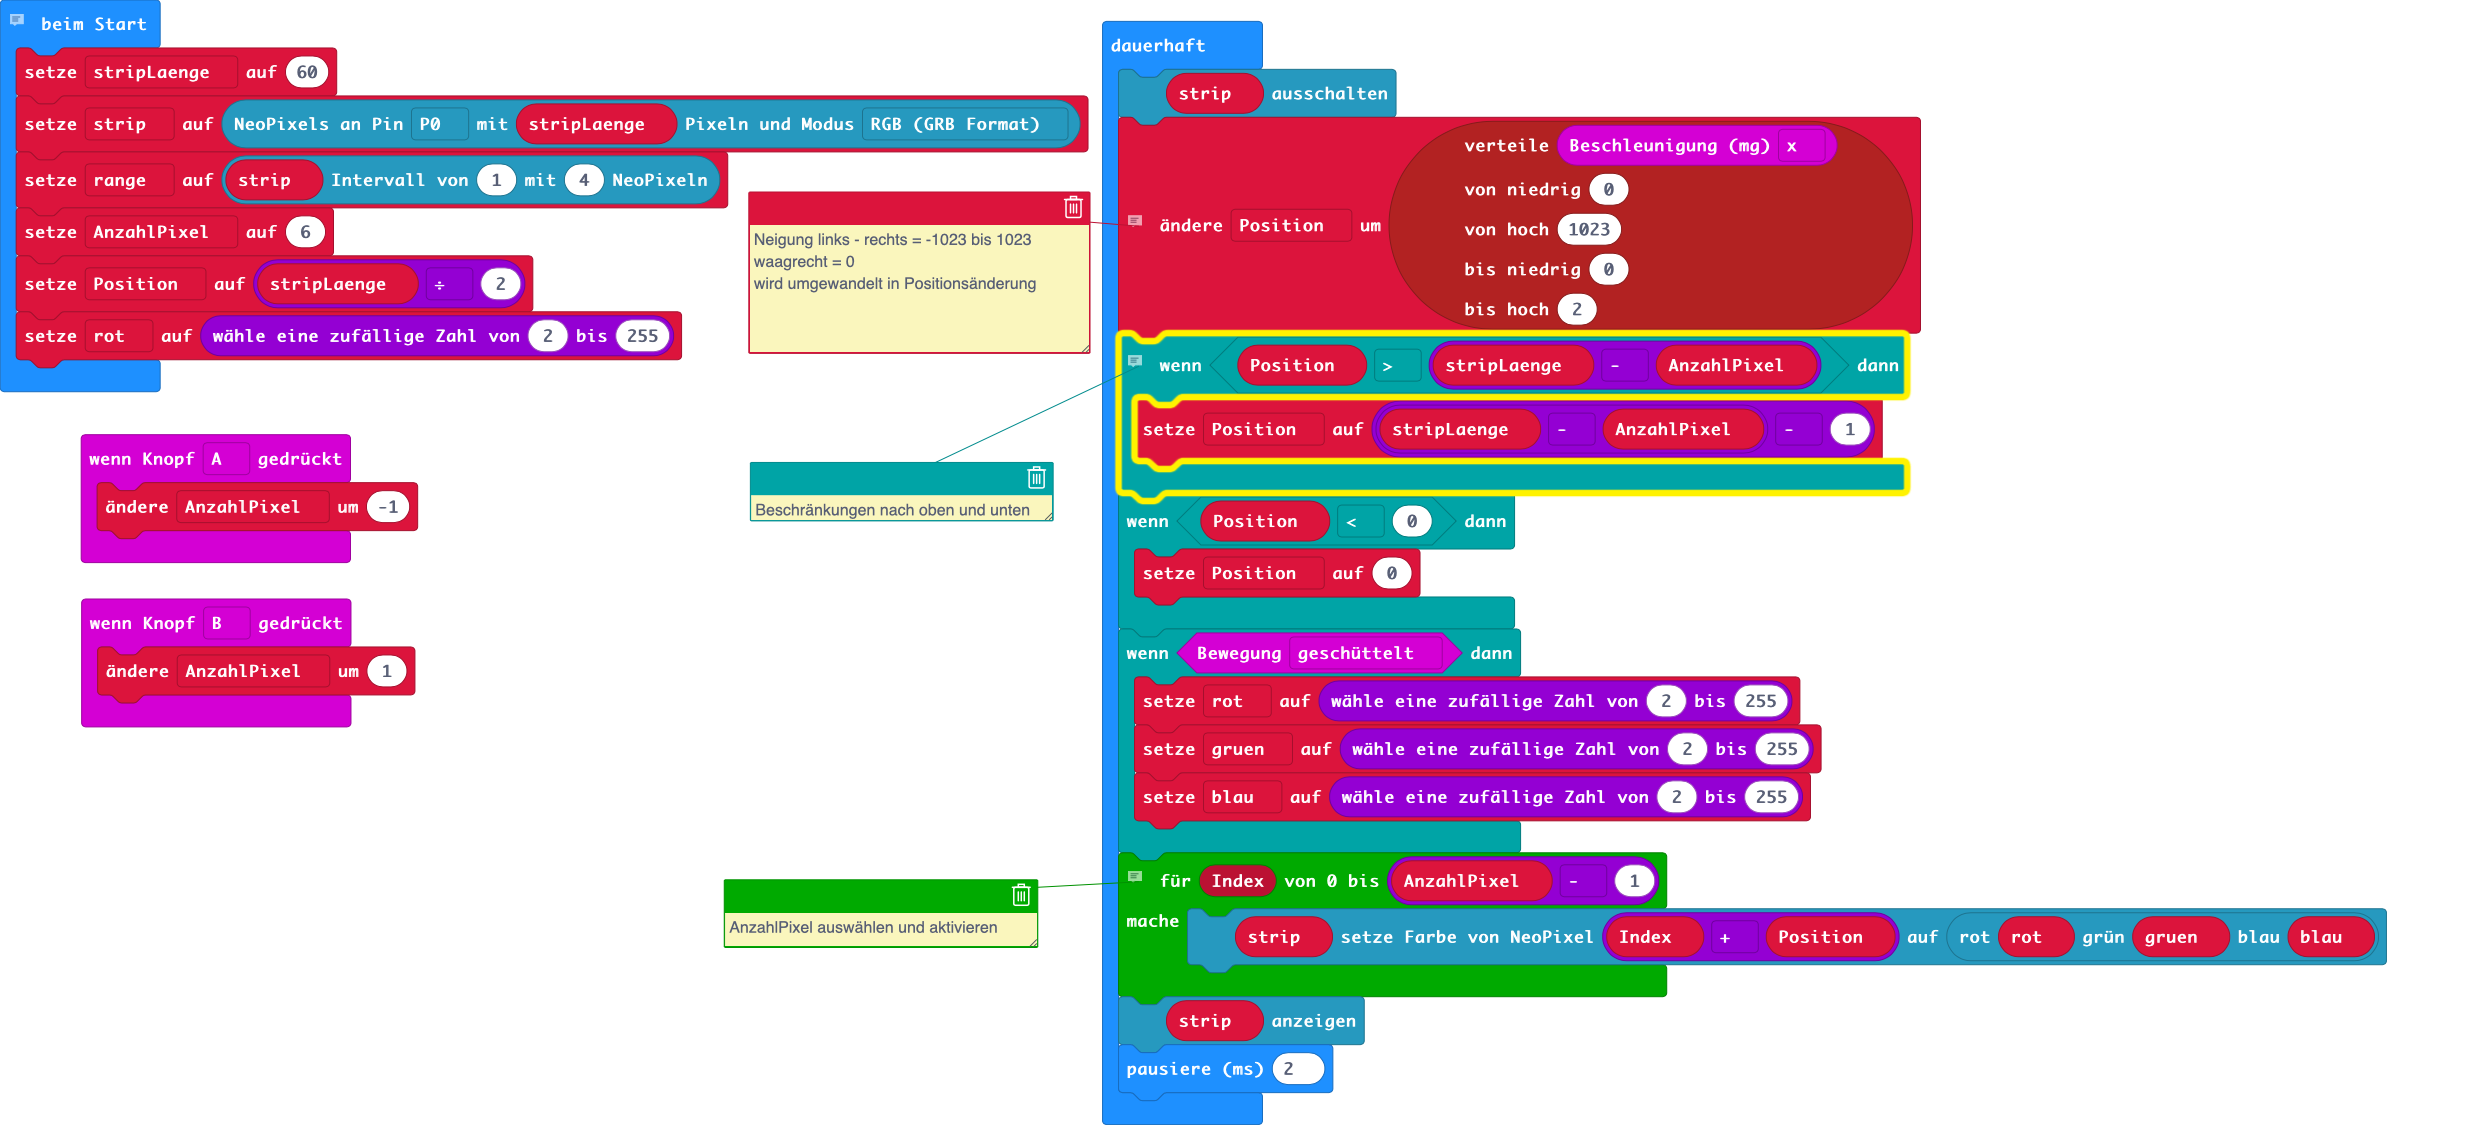 beim Start
setze stripLaenge auf 60
setze strip auf NeoPixels an Pin P0 mit stripLaenge Pixeln und Modus RGB (GRB Format)
setze range auf strip Intervall von 1 mit 4 NeoPixeln
setze AnzahlPixel auf 6
setze Position auf stripLaenge ÷ 2
setze rot auf wähle eine zufällige Zahl von 2 bis 255
wenn Knopf A gedrückt
ändere AnzahlPixel um -1
wenn Knopf B gedrückt
ändere AnzahlPixel um 1
Neigung links - rechts = -1023 bis 1023
waagrecht = 0
wird umgewandelt in Positionsänderung
Beschränkungen nach oben und unten
AnzahlPixel auswählen und aktivieren
dauerhaft
strip ausschalten
ändere Position um
verteile Beschleunigung (mg) x
von niedrig 0
von hoch 1023
bis niedrig 0
bis hoch 2
wenn Position > stripLaenge - AnzahlPixel dann
setze Position auf stripLaenge - AnzahlPixel - 1
wenn Position < 0 dann
setze Position auf 0
wenn Bewegung geschüttelt dann
setze rot auf wähle eine zufällige Zahl von 2 bis 255
setze gruen auf wähle eine zufällige Zahl von 2 bis 255
setze blau auf wähle eine zufällige Zahl von 2 bis 255
für Index von 0 bis AnzahlPixel - 1
mache
strip setze Farbe von NeoPixel Index + Position auf rot rot grün gruen blau blau
strip anzeigen
pausiere (ms) 2